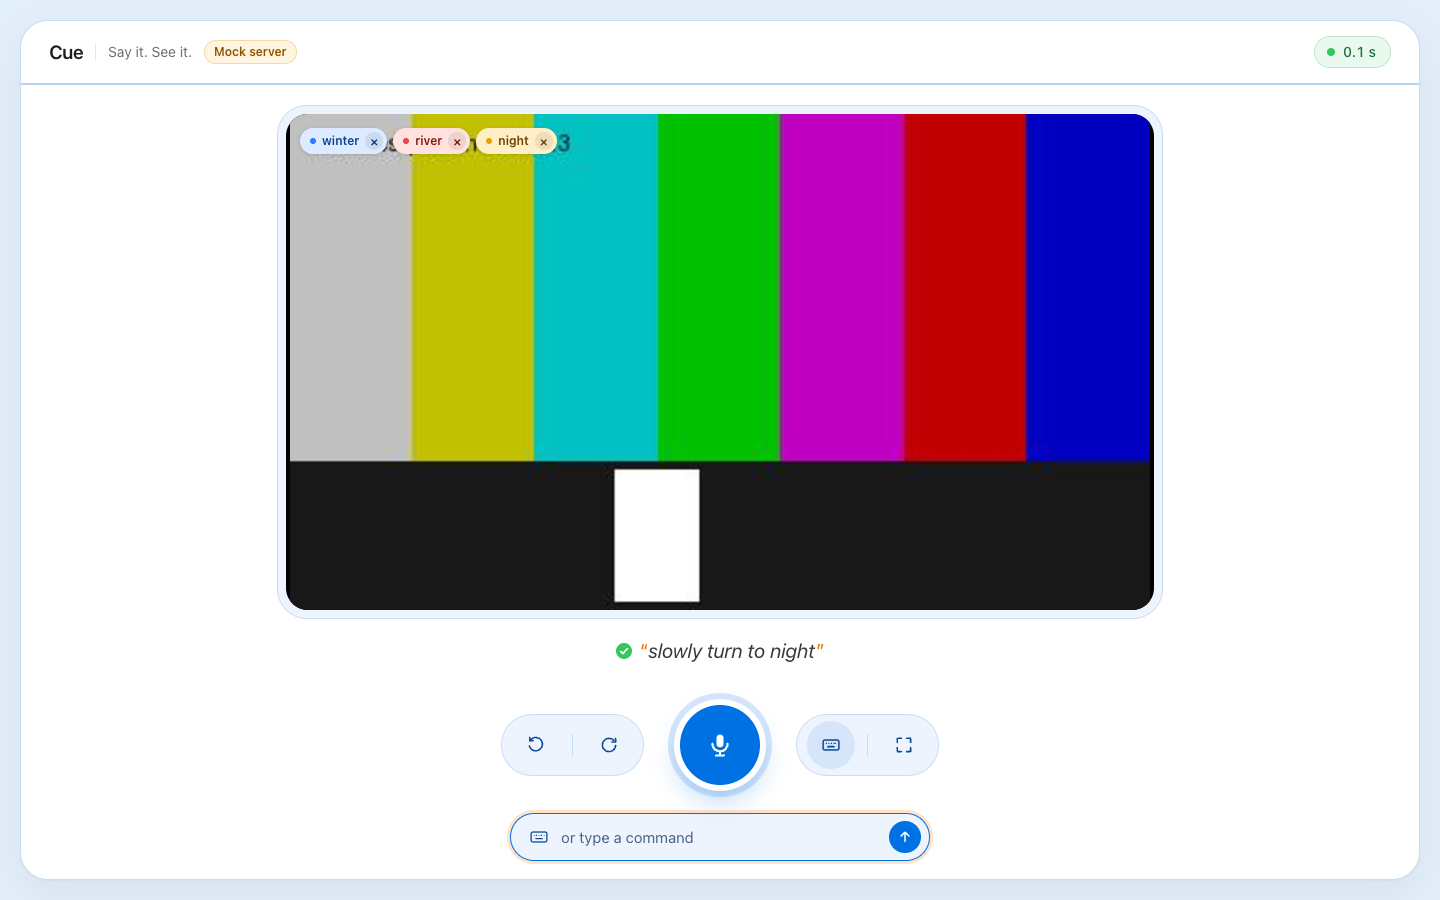 Cue
Say it. See it.
Mock server
0.1 s
winter
river
night
3
"slowly turn to night"
or type a command